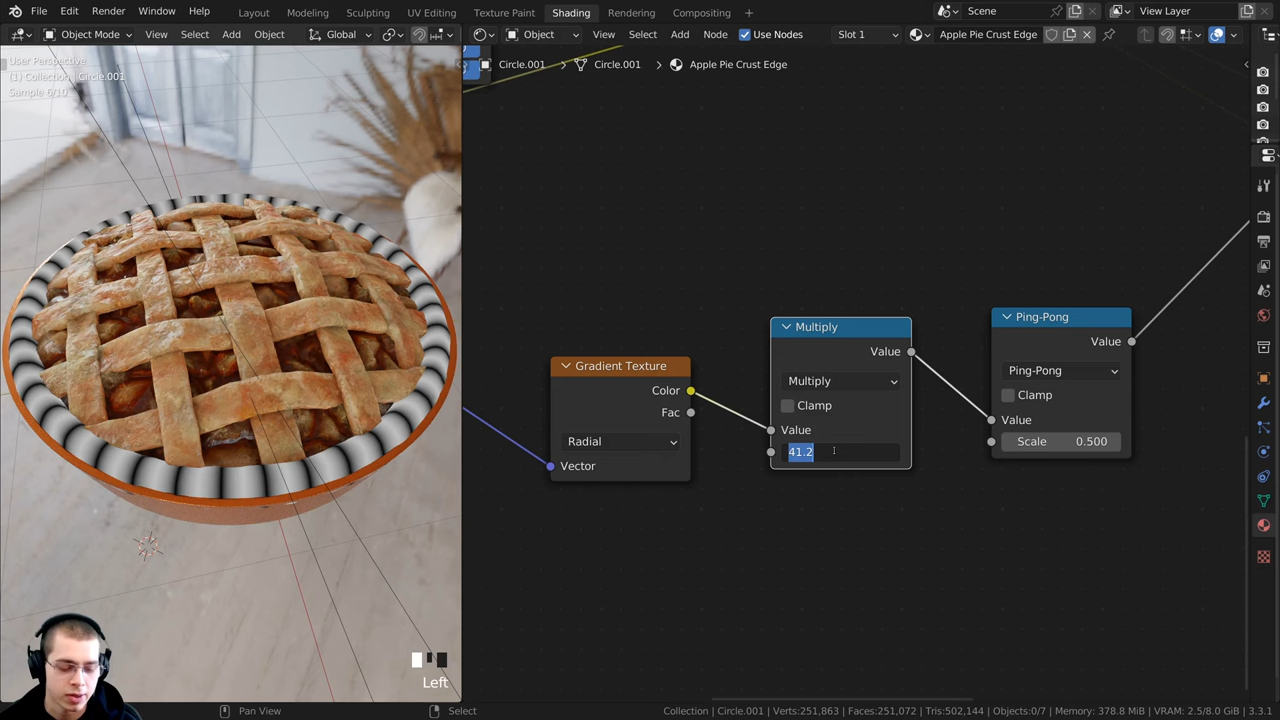 File Edit Render Window Help Layout Modeling Sculpting UV Editing Texture Paint Shading Rendering Compositing + Scene View Layer
Object Mode View Select Add Object Global Object View Select Add Node Use Nodes Slot 1 Apple Pie Crust Edge
User Perspective
(1) Collection | Circle.001
Sample 6/10
Circle.001 > Circle.001 > Apple Pie Crust Edge
Gradient Texture
Color
Fac
Radial
Vector
Multiply
Value
Multiply
Clamp
Value
41.2
Ping-Pong
Value
Ping-Pong
Clamp
Value
Scale 0.500
Left
Pan View Select Collection | Circle.001 | Verts:251,863 | Faces:251,072 | Tris:502,144 | Objects:0/7 | Memory: 378.8 MiB | VRAM: 2.5/8.0 GiB | 3.3.1